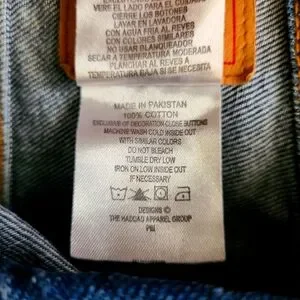 VERE EL LADO PARA EL CUIDADO
CIERRE LOS BOTONES
LAVAR EN LAVADORA
CON AGUA FRIA AL REVES
CON COLORES SIMILARES
NO USAR BLANQUEADOR
SECAR A TEMPERATURA MODERADA
PLANCHAR AL REVES A
TEMPERATURA BAJA SI SE NECESITA
MADE IN PAKISTAN
100% COTTON
EXCLUSIVE OF DECORATION CLOSE BUTTONS
MACHINE WASH COLD INSIDE OUT
WITH SIMILAR COLORS
DO NOT BLEACH
TUMBLE DRY LOW
IRON ON LOW INSIDE OUT IF
IF NECESSARY
DESIGNS ©
THE HADDAD APPAREL GROUP